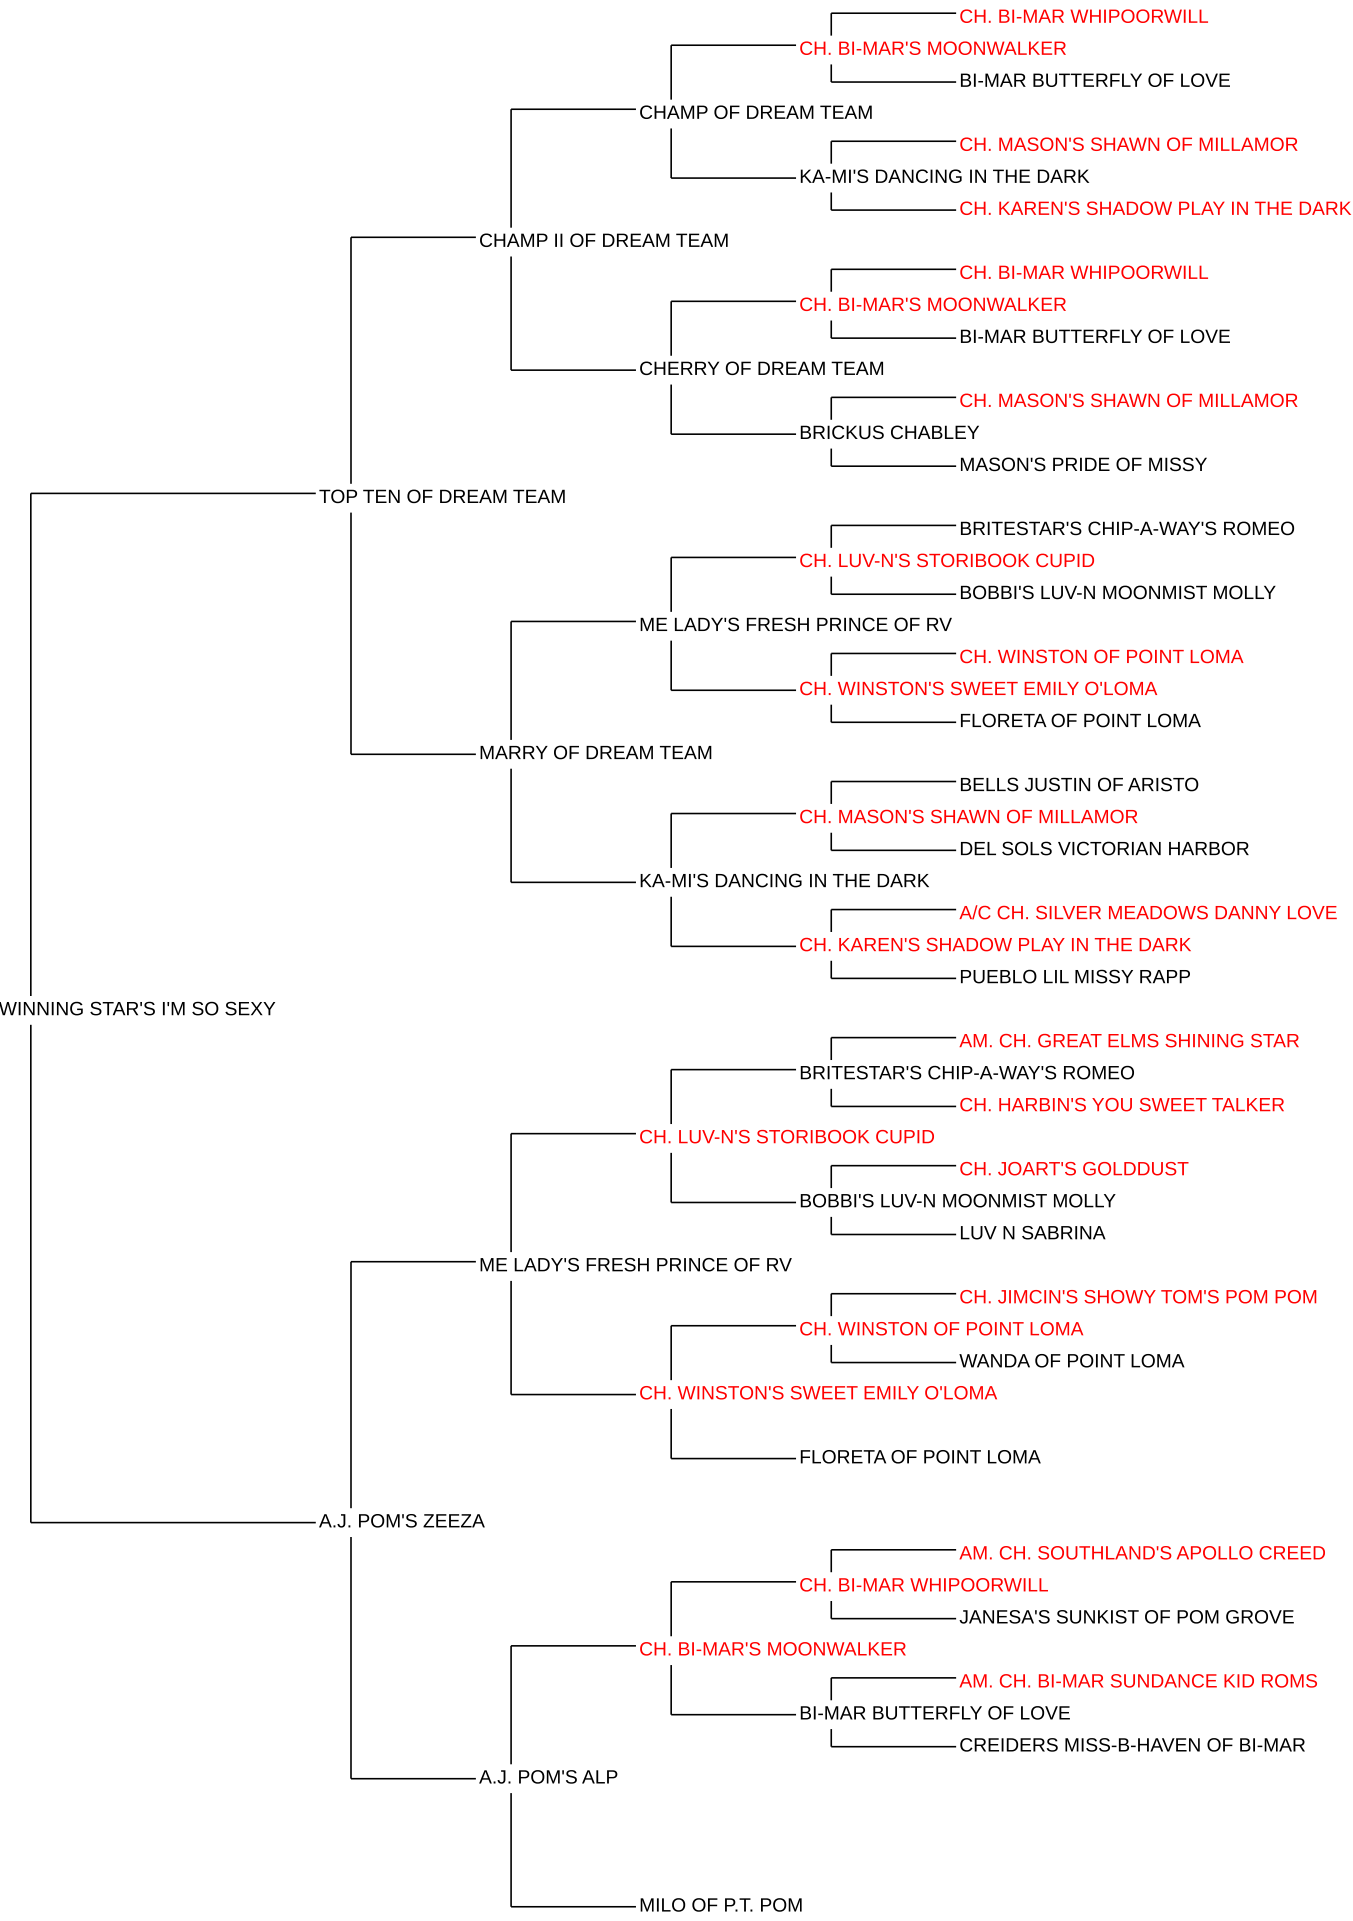 CH. BI-MAR WHIPOORWILL
CH. BI-MAR'S MOONWALKER
BI-MAR BUTTERFLY OF LOVE
CHAMP OF DREAM TEAM
CH. MASON'S SHAWN OF MILLAMOR
KA-MI'S DANCING IN THE DARK
CH. KAREN'S SHADOW PLAY IN THE DARK
CHAMP II OF DREAM TEAM
CH. BI-MAR WHIPOORWILL
CH. BI-MAR'S MOONWALKER
BI-MAR BUTTERFLY OF LOVE
CHERRY OF DREAM TEAM
CH. MASON'S SHAWN OF MILLAMOR
BRICKUS CHABLEY
MASON'S PRIDE OF MISSY
TOP TEN OF DREAM TEAM
BRITESTAR'S CHIP-A-WAY'S ROMEO
CH. LUV-N'S STORIBOOK CUPID
BOBBI'S LUV-N MOONMIST MOLLY
ME LADY'S FRESH PRINCE OF RV
CH. WINSTON OF POINT LOMA
CH. WINSTON'S SWEET EMILY O'LOMA
FLORETA OF POINT LOMA
MARRY OF DREAM TEAM
BELLS JUSTIN OF ARISTO
CH. MASON'S SHAWN OF MILLAMOR
DEL SOLS VICTORIAN HARBOR
KA-MI'S DANCING IN THE DARK
A/C CH. SILVER MEADOWS DANNY LOVE
CH. KAREN'S SHADOW PLAY IN THE DARK
PUEBLO LIL MISSY RAPP
WINNING STAR'S I'M SO SEXY
AM. CH. GREAT ELMS SHINING STAR
BRITESTAR'S CHIP-A-WAY'S ROMEO
CH. HARBIN'S YOU SWEET TALKER
CH. LUV-N'S STORIBOOK CUPID
CH. JOART'S GOLDDUST
BOBBI'S LUV-N MOONMIST MOLLY
LUV N SABRINA
ME LADY'S FRESH PRINCE OF RV
CH. JIMCIN'S SHOWY TOM'S POM POM
CH. WINSTON OF POINT LOMA
WANDA OF POINT LOMA
CH. WINSTON'S SWEET EMILY O'LOMA
FLORETA OF POINT LOMA
A.J. POM'S ZEEZA
AM. CH. SOUTHLAND'S APOLLO CREED
CH. BI-MAR WHIPOORWILL
JANESA'S SUNKIST OF POM GROVE
CH. BI-MAR'S MOONWALKER
AM. CH. BI-MAR SUNDANCE KID ROMS
BI-MAR BUTTERFLY OF LOVE
CREIDERS MISS-B-HAVEN OF BI-MAR
A.J. POM'S ALP
MILO OF P.T. POM